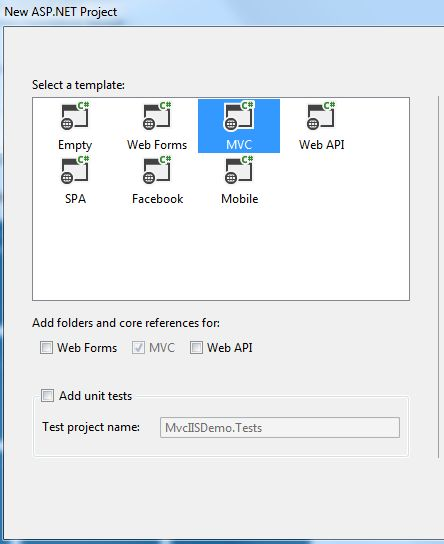 New ASP.NET Project
Select a template:
C# C# C# C#
Empty Web Forms MVC Web API
C# C# C#
SPA Facebook Mobile
Add folders and core references for:
Web Forms MVC Web API
Add unit tests
Test project name: MvcIISDemo.Tests